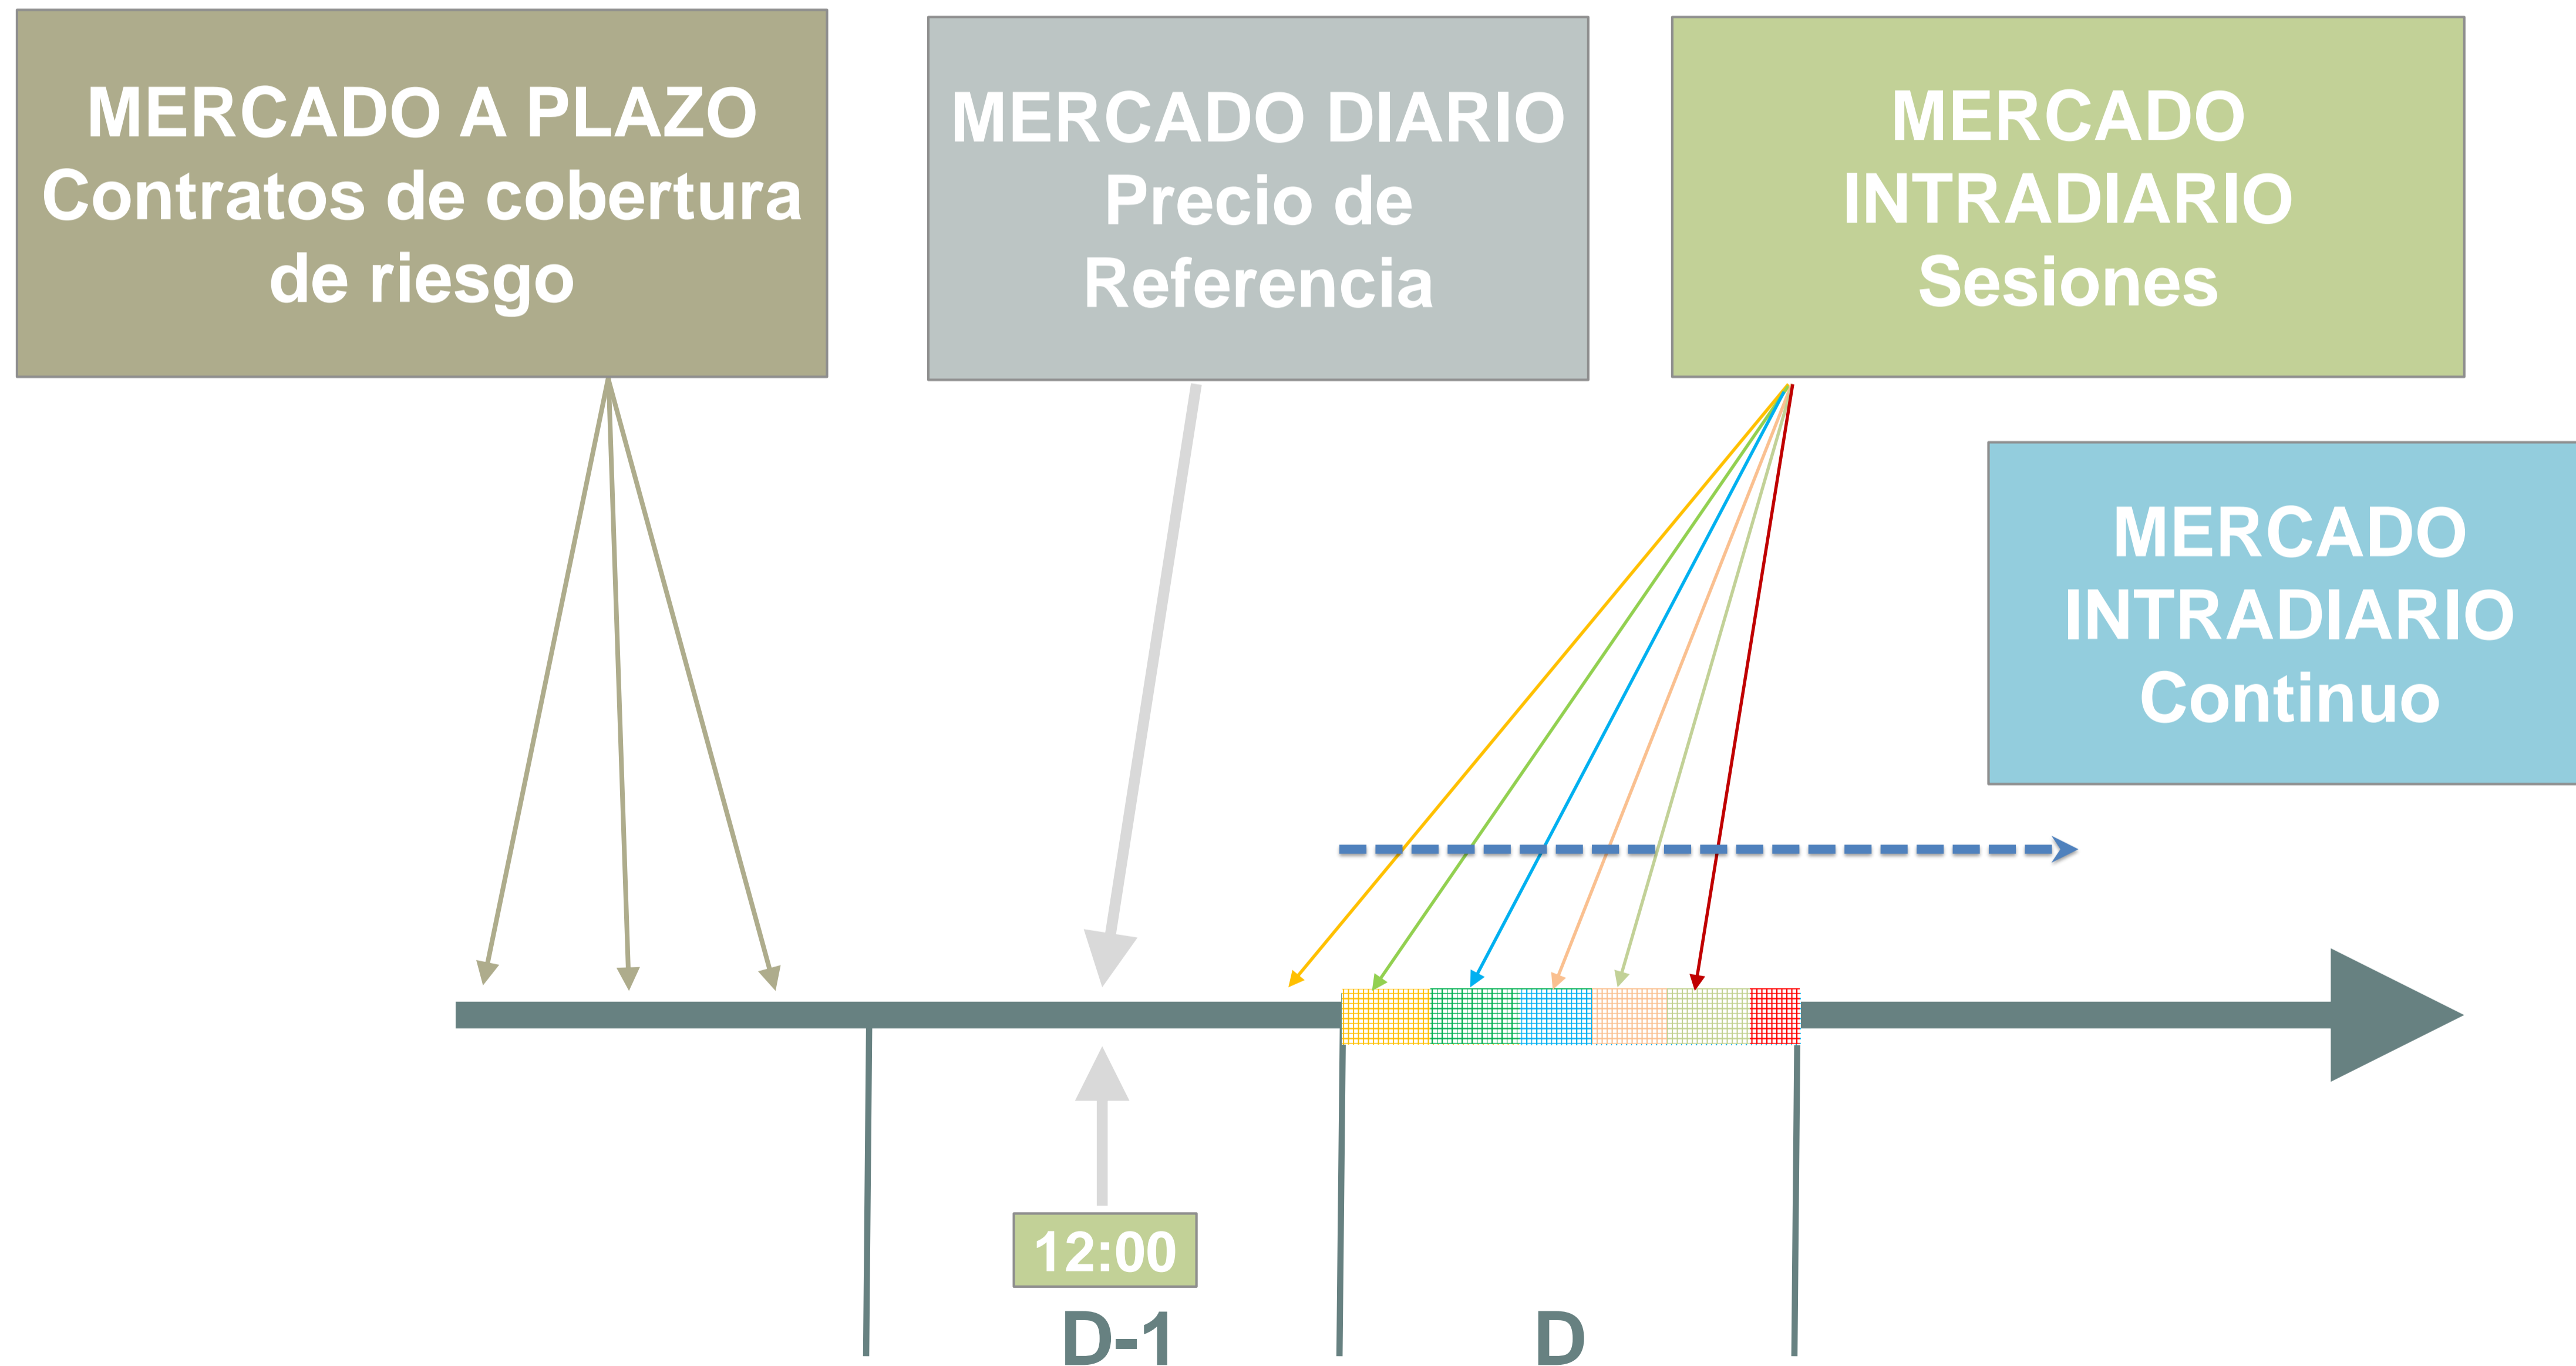 MERCADO A PLAZO
Contratos de cobertura
de riesgo
MERCADO DIARIO
Precio de
Referencia
MERCADO
INTRADIARIO
Sesiones
MERCADO
INTRADIARIO
Continuo
12:00
D-1
D